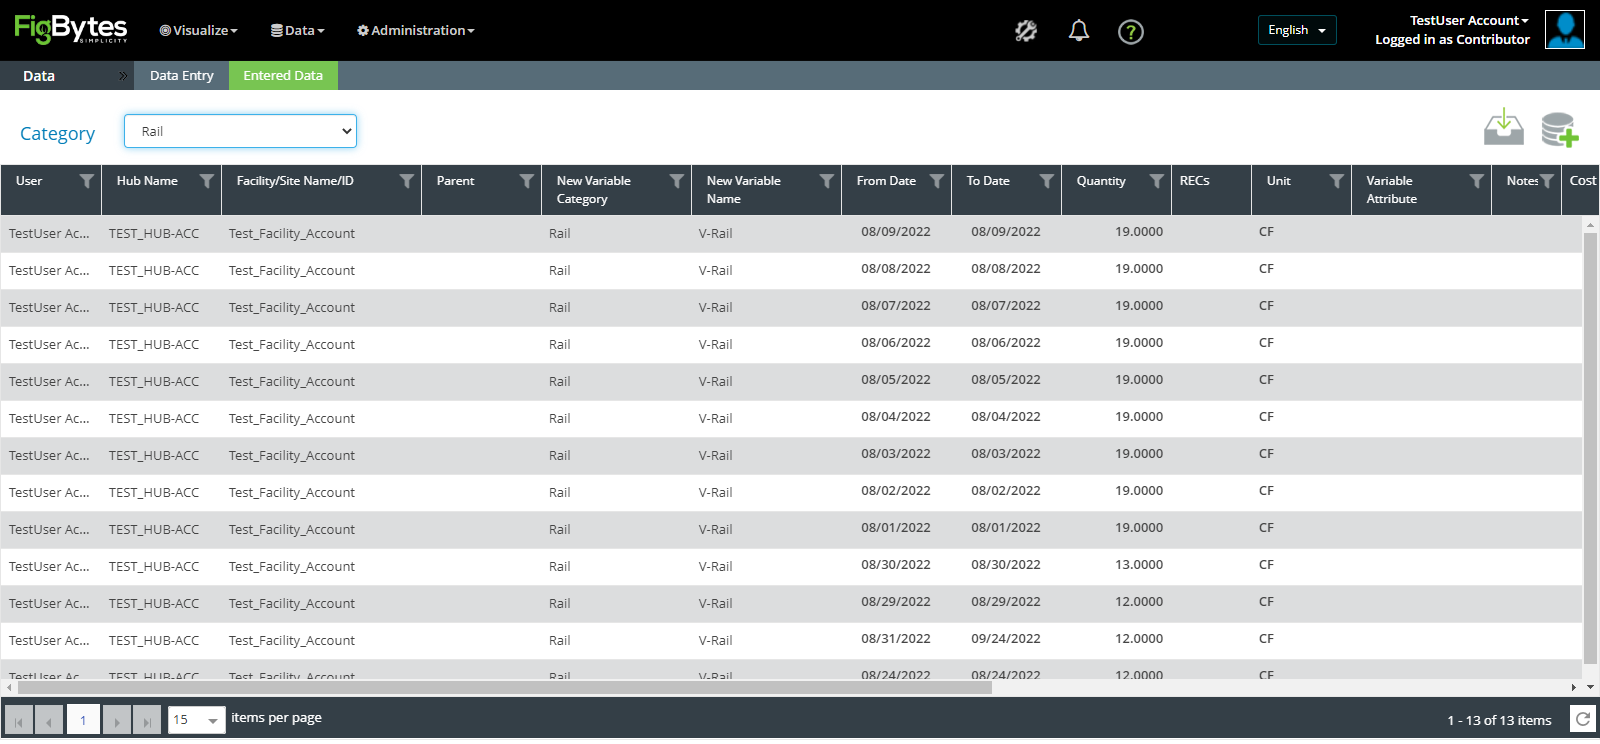 FigBytes
SIMPLICITY
Visualize
Data
Administration
?
English
TestUser Account
Logged in as Contributor
Data
Data Entry
Entered Data
Category
Rail
User Hub Name Facility/Site Name/ID Parent New Variable Category New Variable Name From Date To Date Quantity RECs Unit Variable Attribute Notes Cost
TestUser Ac... TEST_HUB-ACC Test_Facility_Account Rail V-Rail 08/09/2022 08/09/2022 19.0000 CF
TestUser Ac... TEST_HUB-ACC Test_Facility_Account Rail V-Rail 08/08/2022 08/08/2022 19.0000 CF
TestUser Ac... TEST_HUB-ACC Test_Facility_Account Rail V-Rail 08/07/2022 08/07/2022 19.0000 CF
TestUser Ac... TEST_HUB-ACC Test_Facility_Account Rail V-Rail 08/06/2022 08/06/2022 19.0000 CF
TestUser Ac... TEST_HUB-ACC Test_Facility_Account Rail V-Rail 08/05/2022 08/05/2022 19.0000 CF
TestUser Ac... TEST_HUB-ACC Test_Facility_Account Rail V-Rail 08/04/2022 08/04/2022 19.0000 CF
TestUser Ac... TEST_HUB-ACC Test_Facility_Account Rail V-Rail 08/03/2022 08/03/2022 19.0000 CF
TestUser Ac... TEST_HUB-ACC Test_Facility_Account Rail V-Rail 08/02/2022 08/02/2022 19.0000 CF
TestUser Ac... TEST_HUB-ACC Test_Facility_Account Rail V-Rail 08/01/2022 08/01/2022 19.0000 CF
TestUser Ac... TEST_HUB-ACC Test_Facility_Account Rail V-Rail 08/30/2022 08/30/2022 13.0000 CF
TestUser Ac... TEST_HUB-ACC Test_Facility_Account Rail V-Rail 08/29/2022 08/29/2022 12.0000 CF
TestUser Ac... TEST_HUB-ACC Test_Facility_Account Rail V-Rail 08/31/2022 09/24/2022 12.0000 CF
TestUser Ac... TEST_HUB-ACC Test_Facility_Account Rail V-Rail 08/24/2022 08/24/2022 12.0000 CF
1 15 items per page 1 - 13 of 13 items